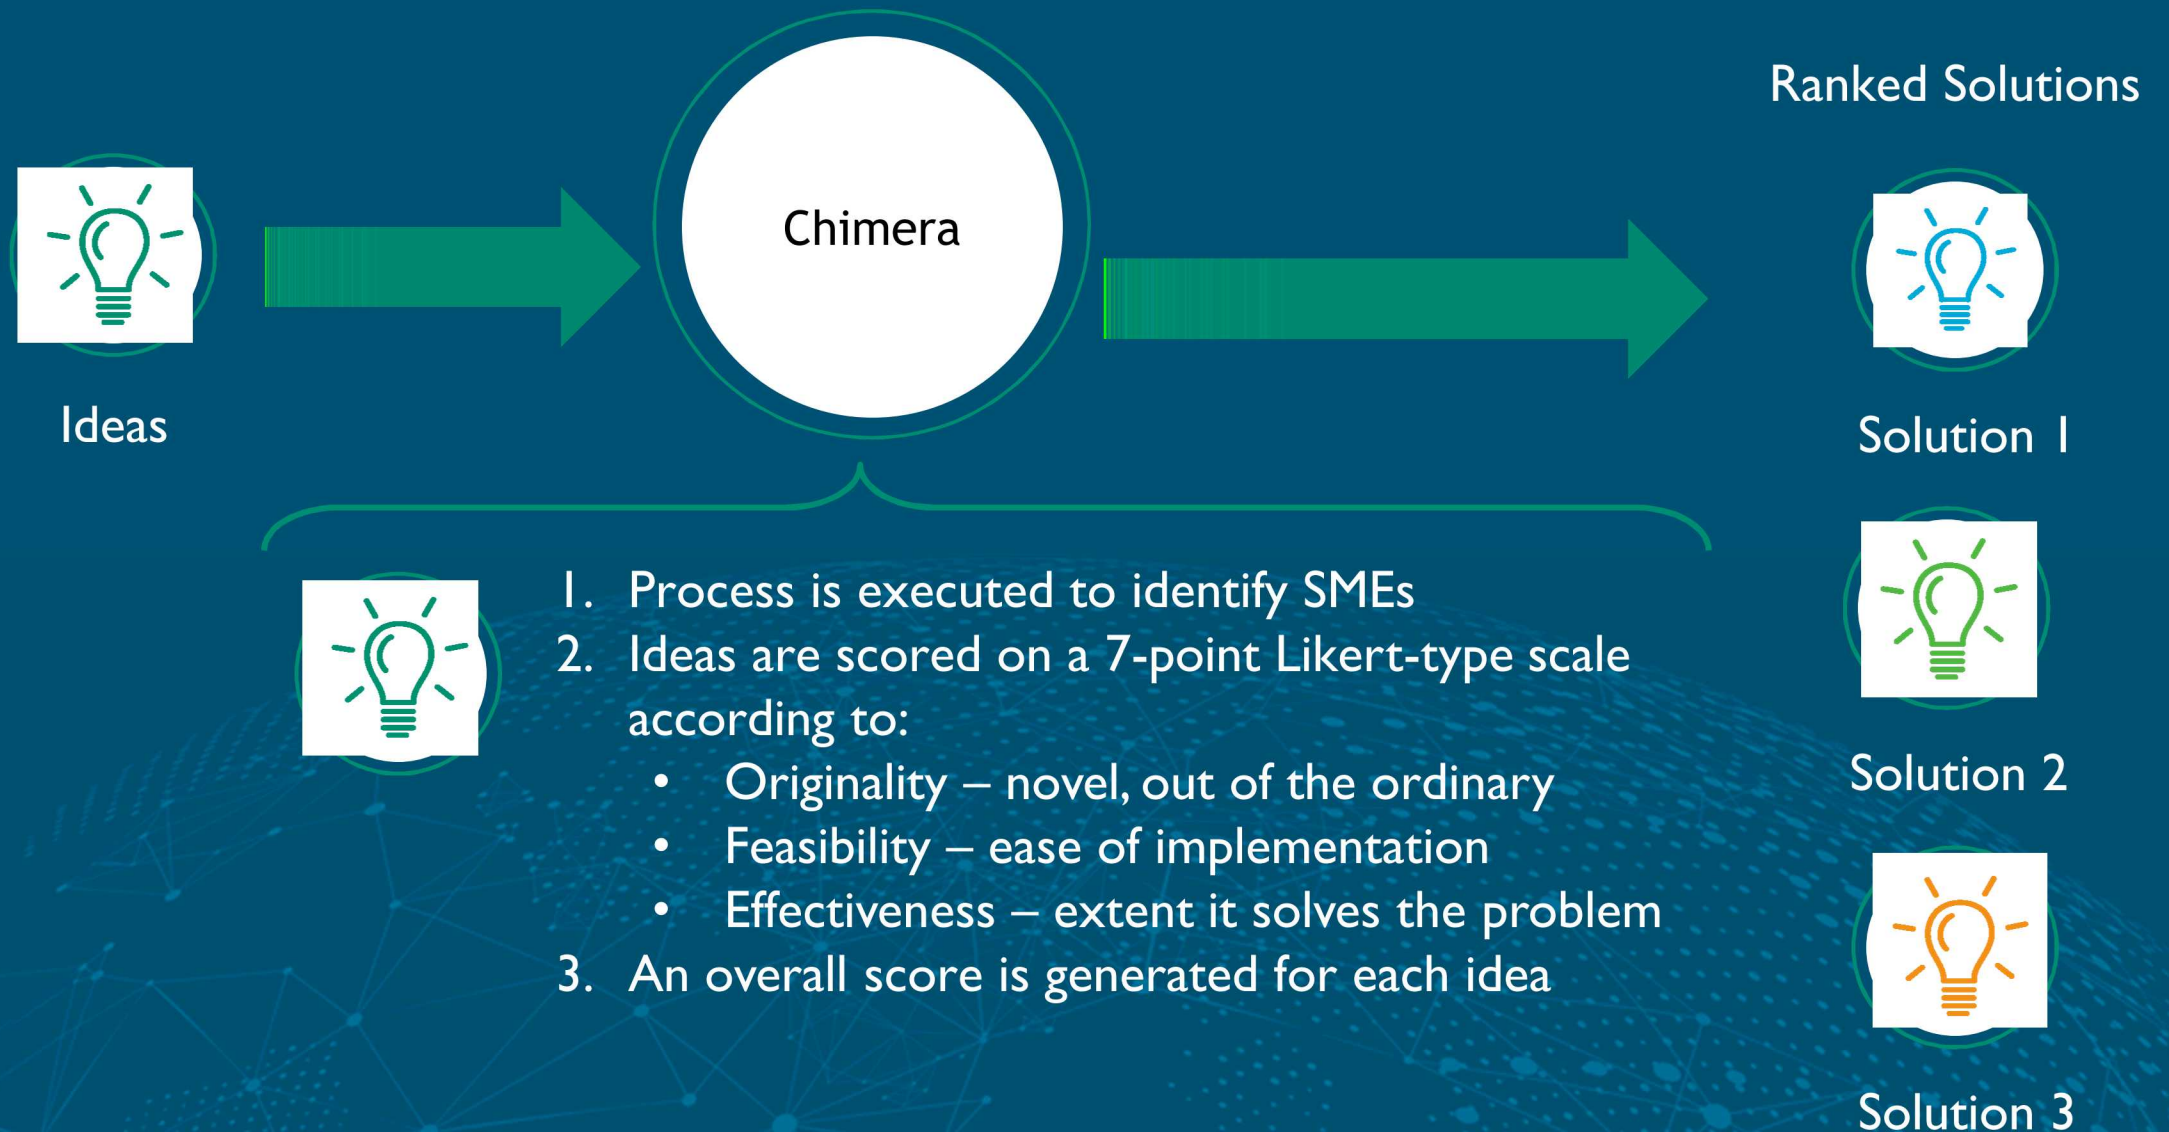 Ranked Solutions
Chimera
Ideas
Solution 1
1. Process is executed to identify SMEs
2. Ideas are scored on a 7-point Likert-type scale
according to:
• Originality – novel, out of the ordinary
• Feasibility – ease of implementation
• Effectiveness – extent it solves the problem
3. An overall score is generated for each idea
Solution 2
Solution 3